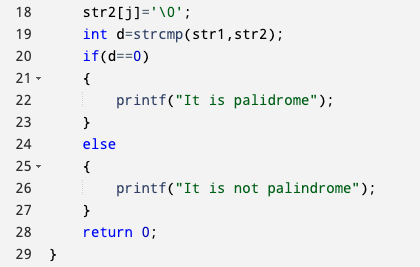 18 str2[j]='\0';
19 int d=strcmp(str1,str2);
20 if(d==0)
21 {
22 printf("It is palidrome");
23 }
24 else
25 {
26 printf("It is not palindrome");
27 }
28 return 0;
29 }